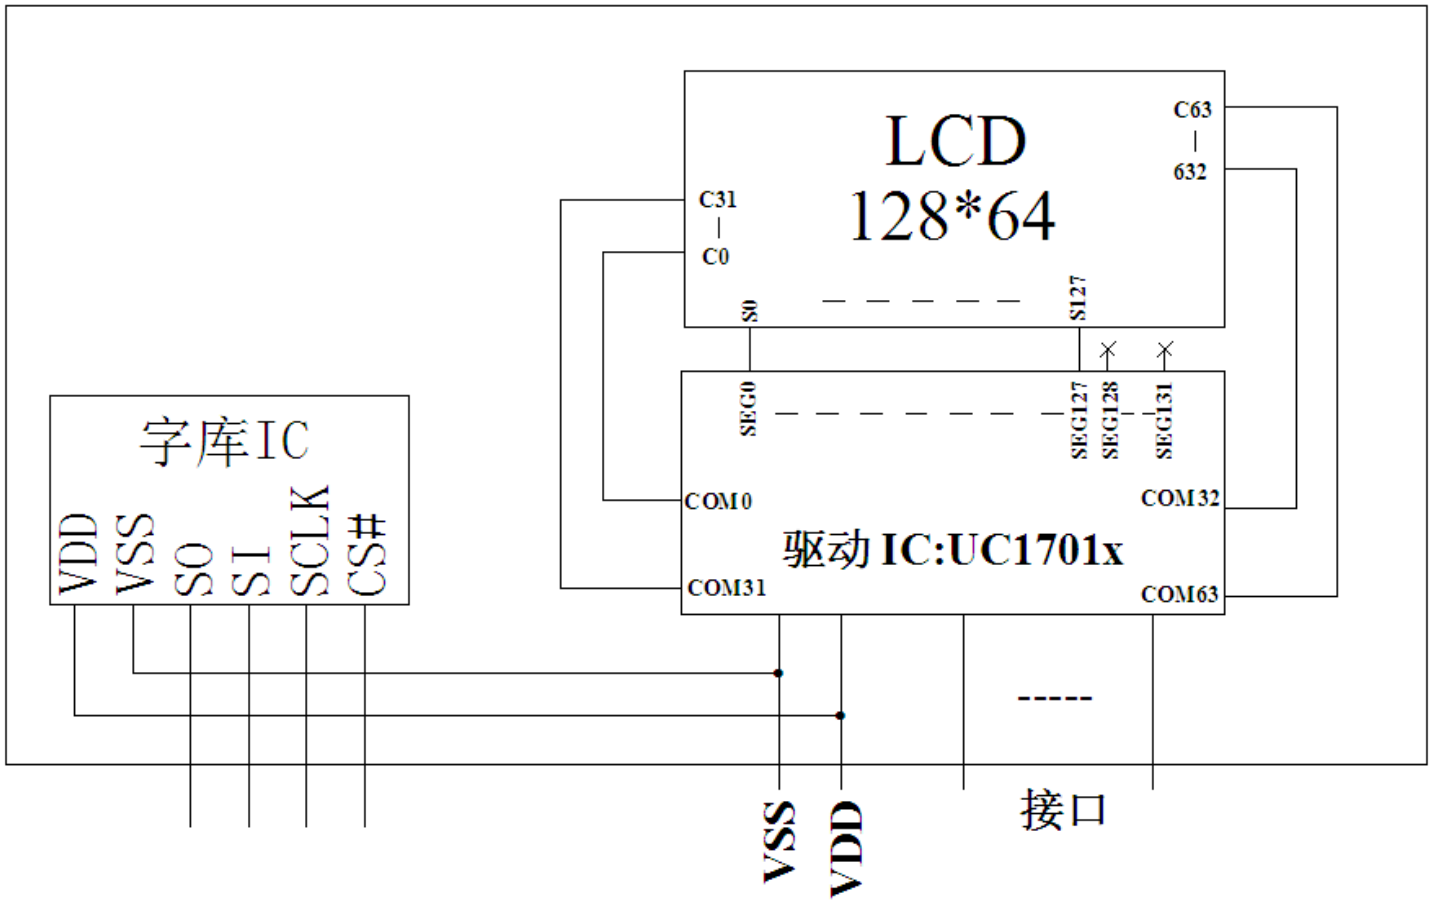 LCD
128*64
C63
632
C31
C0
S0
S127
SEG0
SEG127
SEG128
SEG131
COM0
COM32
驱动 IC:UC1701x
COM31
COM63
字库IC
VDD
VSS
SO
SI
SCLK
CS#
VSS
VDD
接口